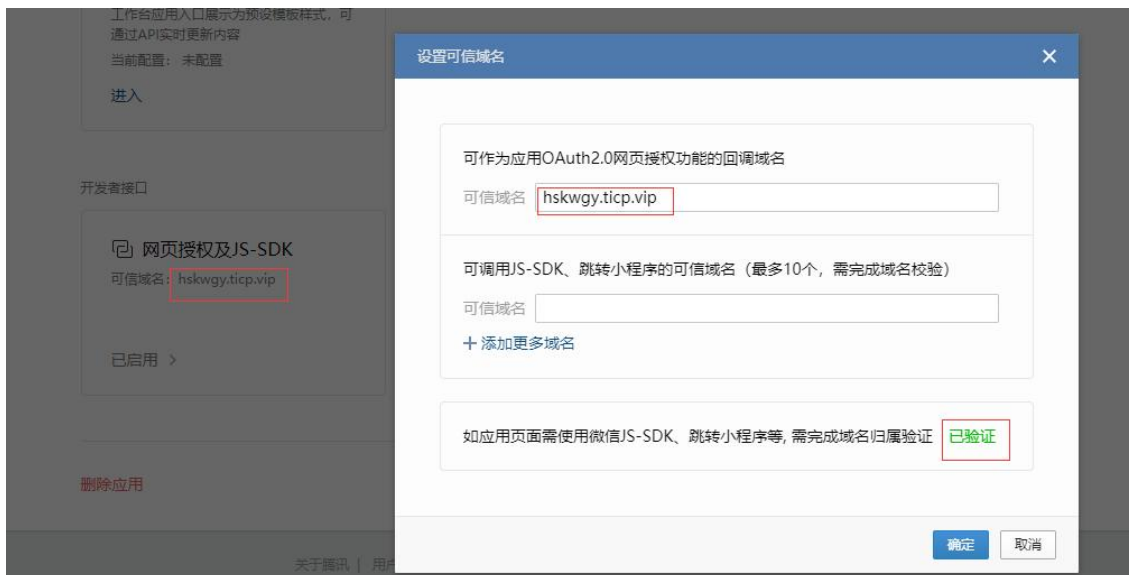 工作台应用入口展示为预设模板样式，可
通过API实时更新内容
当前配置： 未配置
进入
开发者接口
网页授权及JS-SDK
可信域名：hskwgy.ticp.vip
已启用 >
删除应用
关于腾讯 | 用户
设置可信域名 ×
可作为应用OAuth2.0网页授权功能的回调域名
可信域名 hskwgy.ticp.vip
可调用JS-SDK、跳转小程序的可信域名（最多10个，需完成域名校验）
可信域名
+ 添加更多域名
如应用页面需使用微信JS-SDK、跳转小程序等, 需完成域名归属验证 已验证
确定 取消